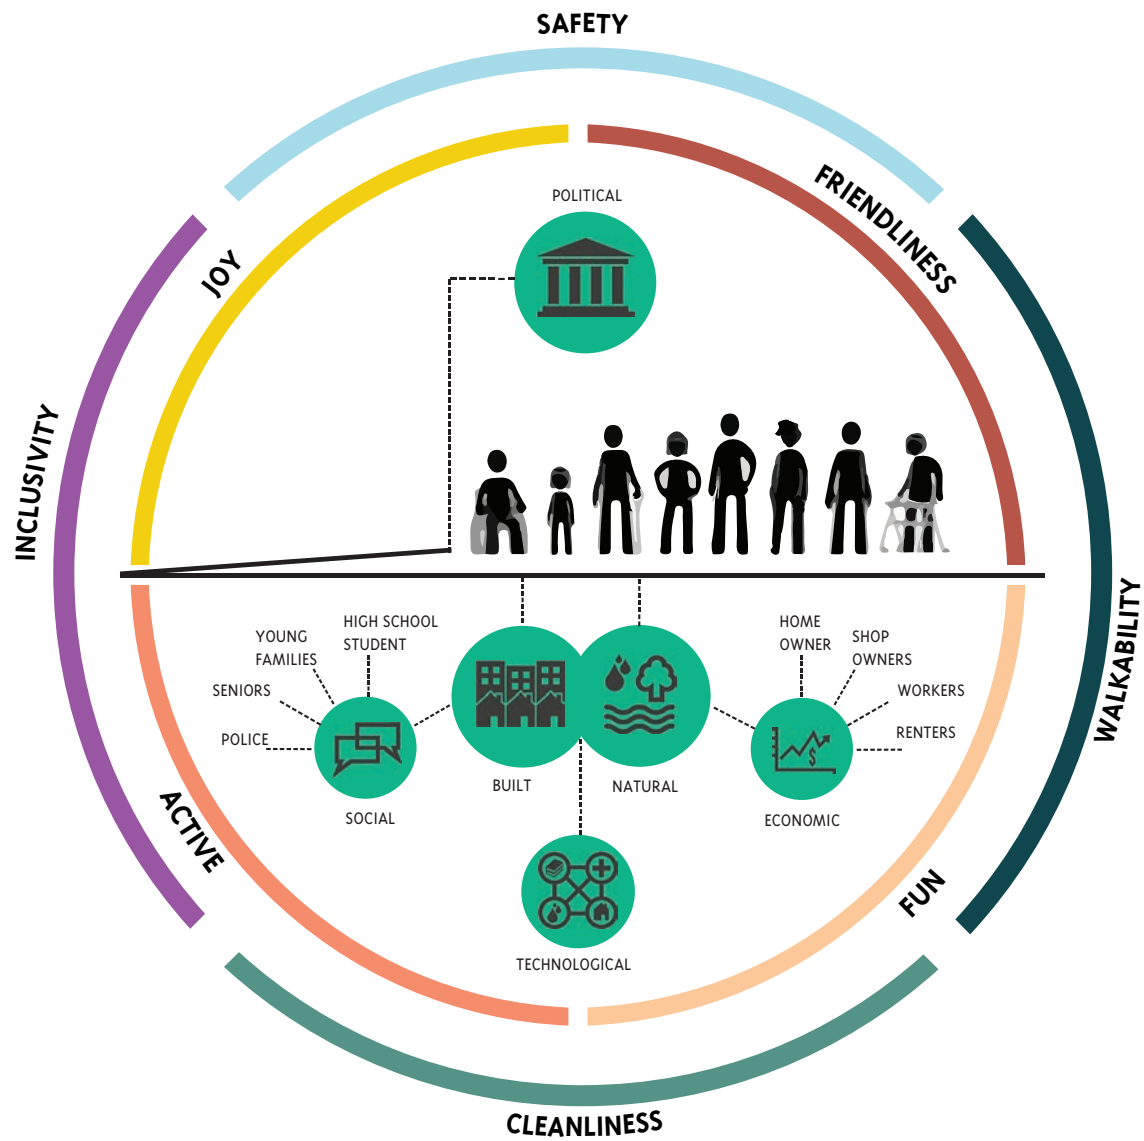 SAFETY
FRIENDLINESS
POLITICAL
JOY
INCLUSIVITY
WALKABILITY
HIGH SCHOOL
STUDENT
YOUNG
FAMILIES
SENIORS
POLICE
SOCIAL
BUILT
NATURAL
HOME
OWNER
SHOP
OWNERS
WORKERS
RENTERS
ECONOMIC
$
ACTIVE
FUN
TECHNOLOGICAL
CLEANLINESS